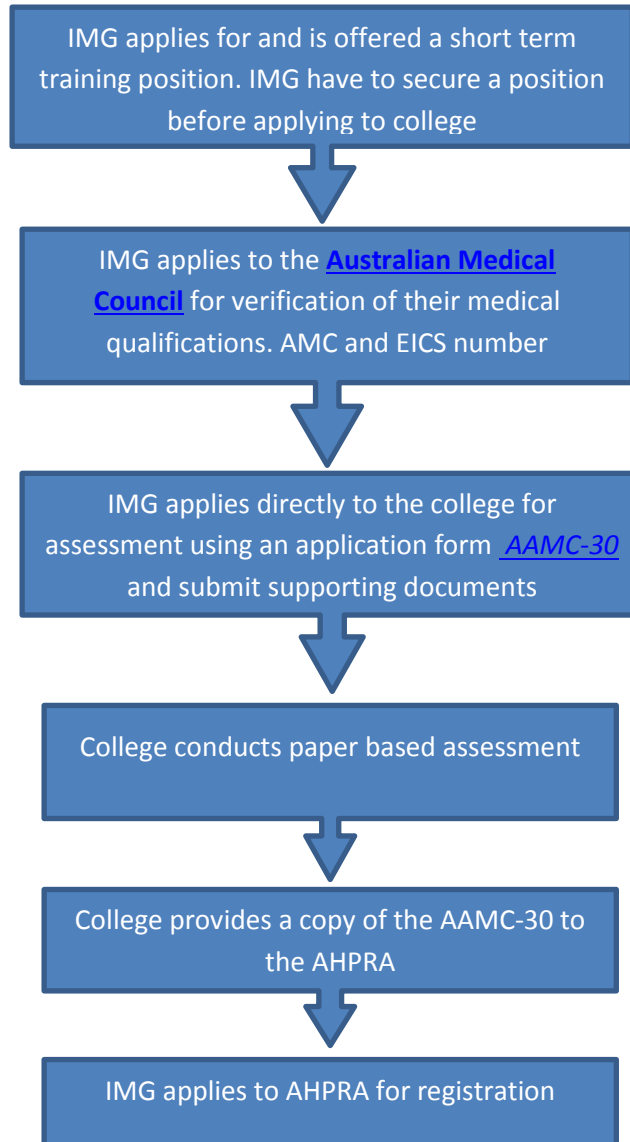 IMG applies for and is offered a short term
training position. IMG have to secure a position
before applying to college
IMG applies to the Australian Medical
Council for verification of their medical
qualifications. AMC and EICS number
IMG applies directly to the college for
assessment using an application form AAMC-30
and submit supporting documents
College conducts paper based assessment
College provides a copy of the AAMC-30 to
the AHPRA
IMG applies to AHPRA for registration